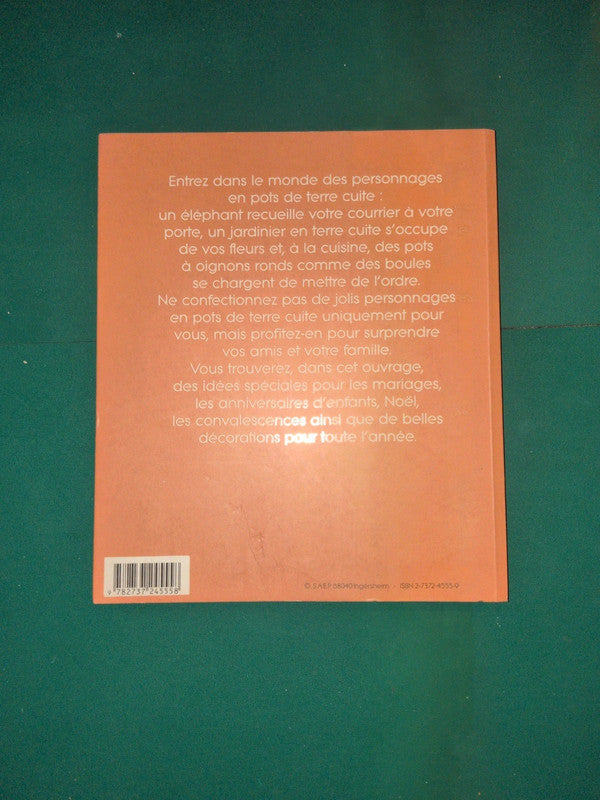 Entrez dans le monde des personnages
en pots de terre cuite :
un éléphant recueille votre courrier à votre
porte, un jardinier en terre cuite s'occupe
de vos fleurs et, à la cuisine, des pots
à oignons ronds comme des boules
se chargent de mettre de l'ordre.
Ne confectionnez pas de jolis personnages
en pots de terre cuite uniquement pour
vous, mais profitez-en pour surprendre
vos amis et votre famille.
Vous trouverez, dans cet ouvrage,
des idées spéciales pour les mariages,
les anniversaires d'enfants, Noël,
les convalescences ainsi que de belles
décorations pour toute l'année.
© S.A.E.P. 68040 Ingersheim - ISBN 2-7372-4555-9
9 782737 245558